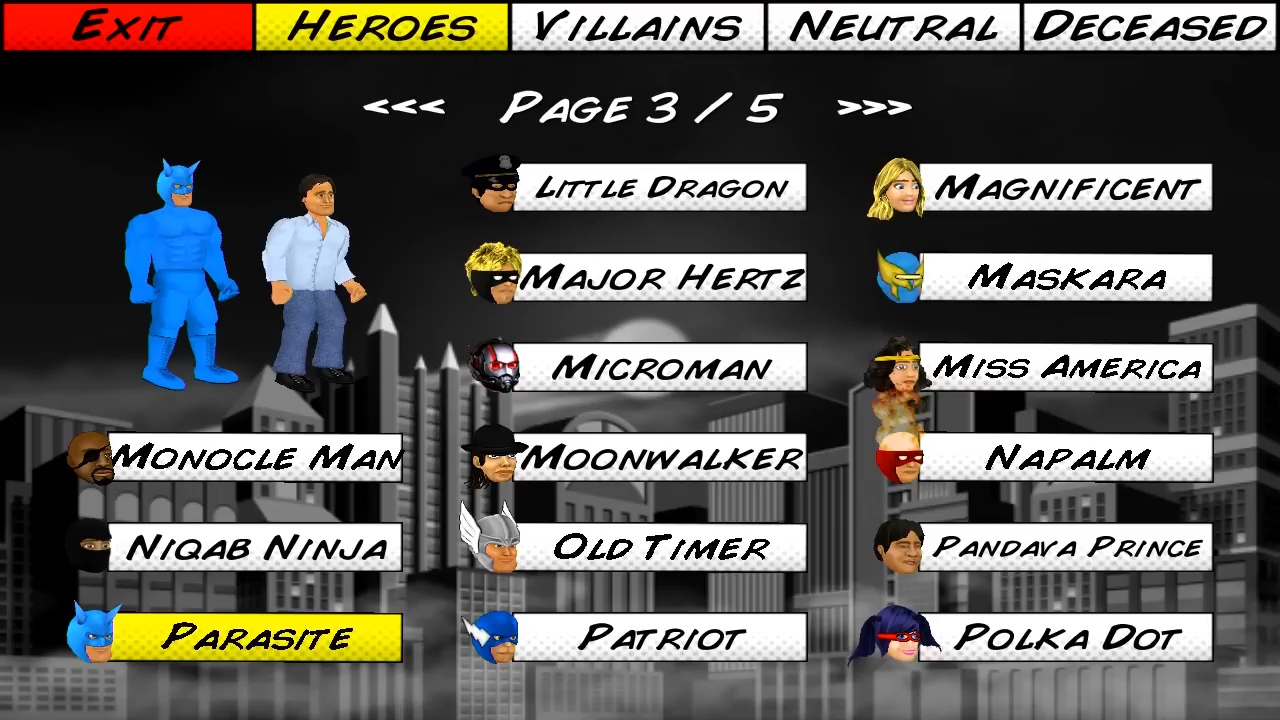 EXIT HEROES VILLAINS NEUTRAL DECEASED
<<< PAGE 3 / 5 >>>
LITTLE DRAGON MAGNIFICENT
MAJOR HERTZ MASKARA
MICROMAN MISS AMERICA
MONOCLE MAN MOONWALKER NAPALM
NIQAB NINJA OLD TIMER PANDAVA PRINCE
PARASITE PATRIOT POLKA DOT